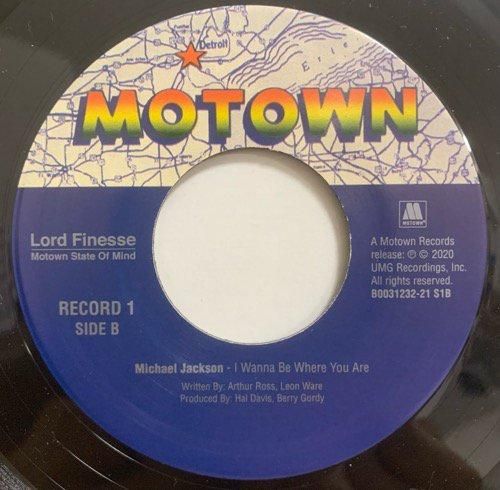 Detroit
Erie
MOTOWN
Lord Finesse
Motown State Of Mind
RECORD 1
SIDE B
MOTOWN
A Motown Records
release: ℗ © 2020
UMG Recordings, Inc.
All rights reserved.
B0031232-21 S1B
Michael Jackson - I Wanna Be Where You Are
Written By: Arthur Ross, Leon Ware
Produced By: Hal Davis, Berry Gordy